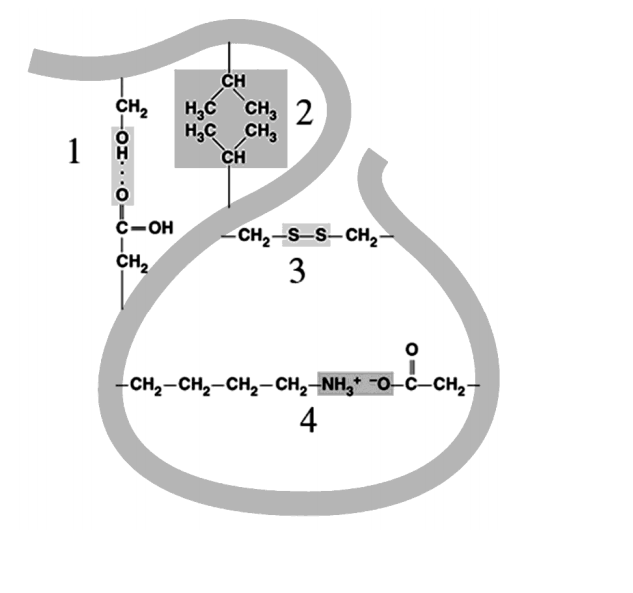 1
CH₂
OH
O
C–OH
CH₂
CH
H₃C CH₃
H₃C CH₃
CH
2
–CH₂–S–S–CH₂–
3
O
–CH₂–CH₂–CH₂–CH₂–NH₃⁺ ⁻O–C–CH₂–
4